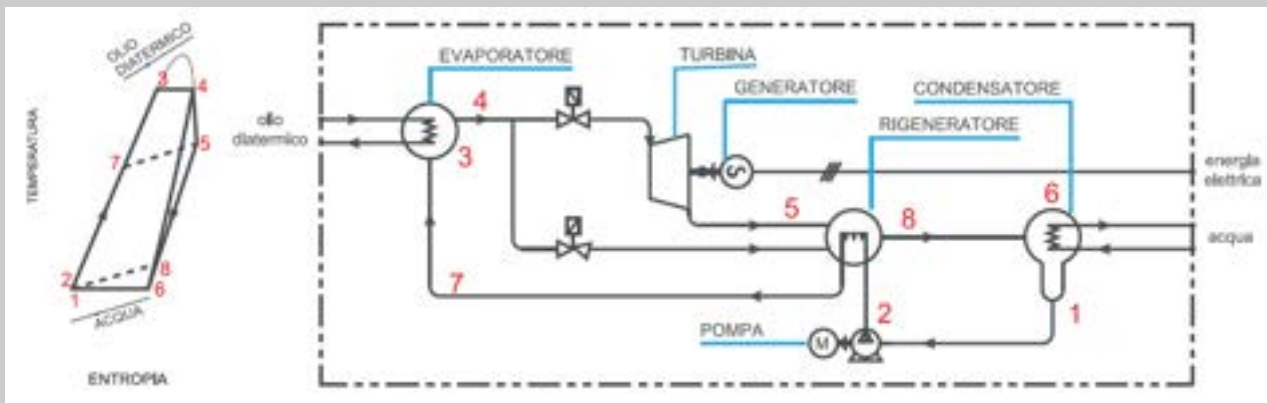 OLIO
DIATERMICO
3
4
7
5
TEMPERATURA
2
8
1
6
ACQUA
ENTROPIA
EVAPORATORE
TURBINA
GENERATORE
CONDENSATORE
RIGENERATORE
olio
diatermico
4
3
energia
elettrica
6
5
8
acqua
7
2
1
POMPA
M